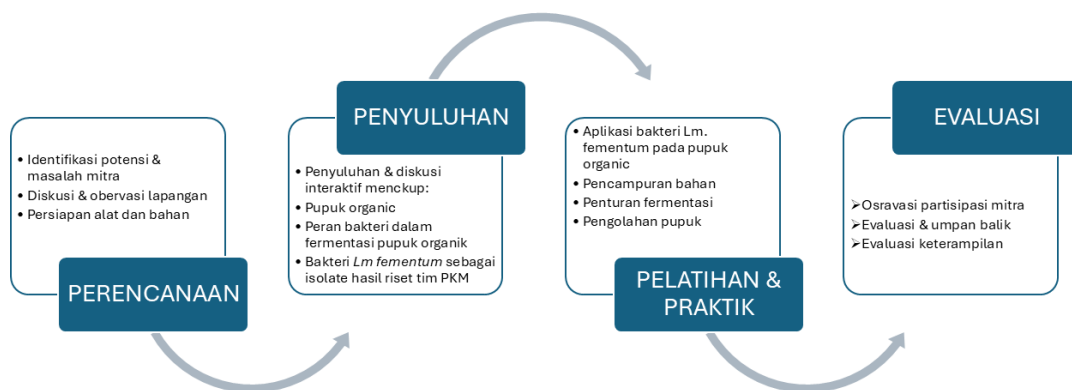 • Identifikasi potensi &
masalah mitra
• Diskusi & obervasi lapangan
• Persiapan alat dan bahan
PERENCANAAN
PENYULUHAN
• Penyuluhan & diskusi
interaktif menckup:
• Pupuk organic
• Peran bakteri dalam
fermentasi pupuk organik
• Bakteri Lm fementum sebagai
isolate hasil riset tim PKM
• Aplikasi bakteri Lm.
fementum pada pupuk
organic
• Pencampuran bahan
• Penturan fermentasi
• Pengolahan pupuk
PELATIHAN &
PRAKTIK
EVALUASI
➢Osravasi partisipasi mitra
➢Evaluasi & umpan balik
➢Evaluasi keterampilan